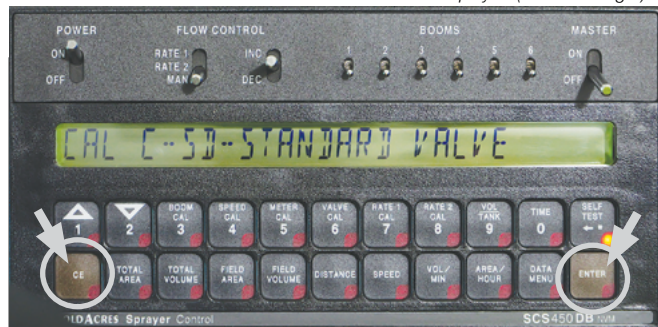 POWER FLOW CONTROL BOOMS MASTER
ON RATE 1 INC 1 2 3 4 5 6 ON
RATE 2
OFF MAN DEC OFF
CAL C-SD-STANDARD VALVE
1 2 BOOM CAL 3 SPEED CAL 4 METER CAL 5 VALVE CAL 6 RATE 1 CAL 7 RATE 2 CAL 8 VOL TANK 9 TIME 0 SELF TEST
CE TOTAL AREA TOTAL VOLUME FIELD AREA FIELD VOLUME DISTANCE SPEED VOL/MIN AREA/HOUR DATA MENU ENTER
Sprayer Control SCS450DB NVM